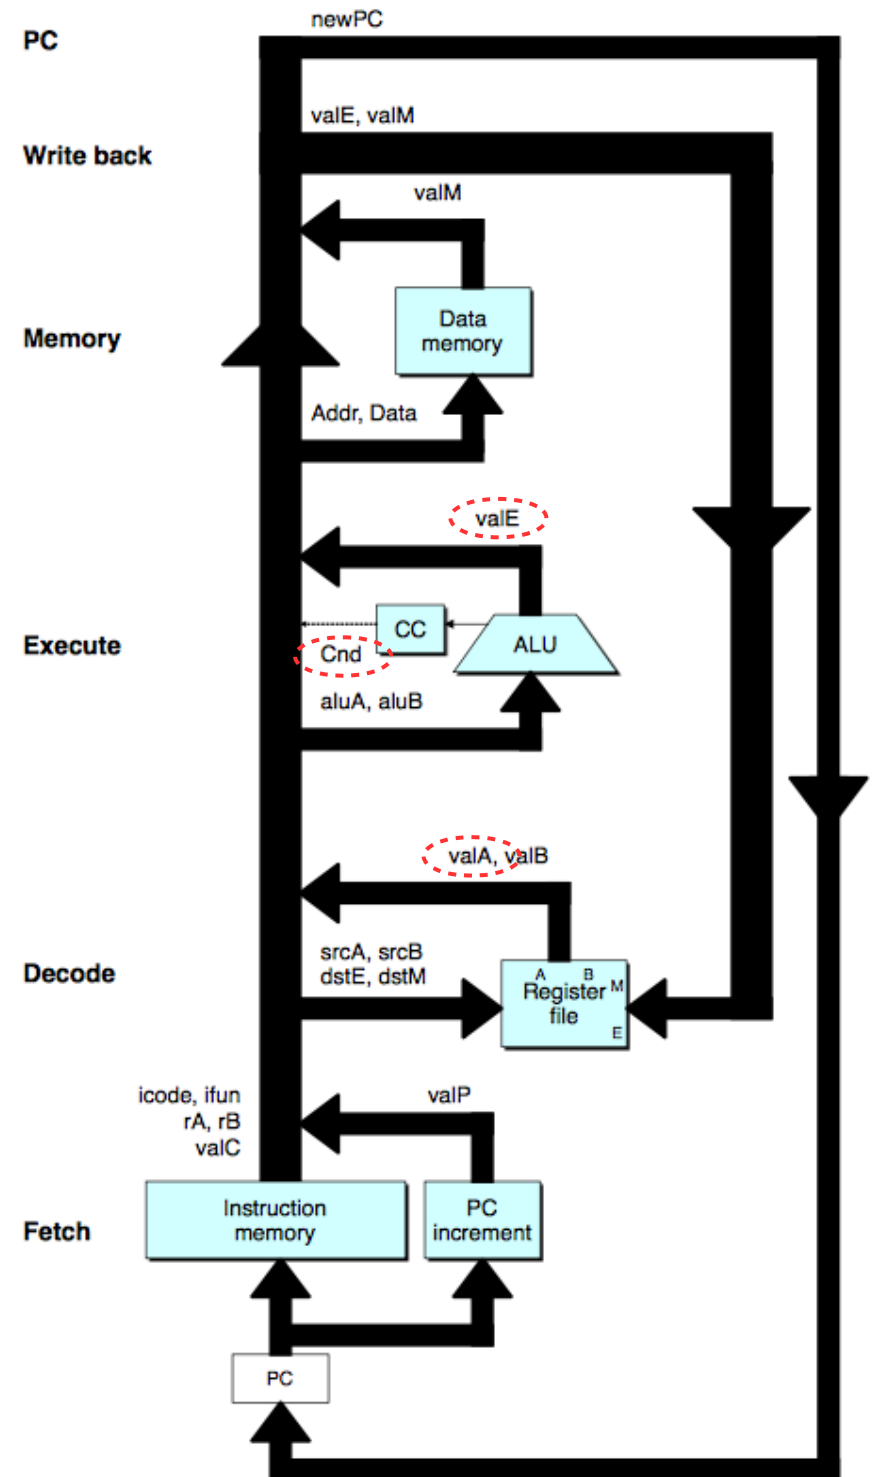 PC
newPC
valE, valM
Write back
valM
Data
memory
Memory
Addr, Data
valE
CC
ALU
Execute
Cnd
aluA, aluB
valA, valB
srcA, srcB
dstE, dstM
Decode
A B
Register M
file
E
icode, ifun
rA, rB
valC
valP
Instruction
memory
PC
increment
Fetch
PC